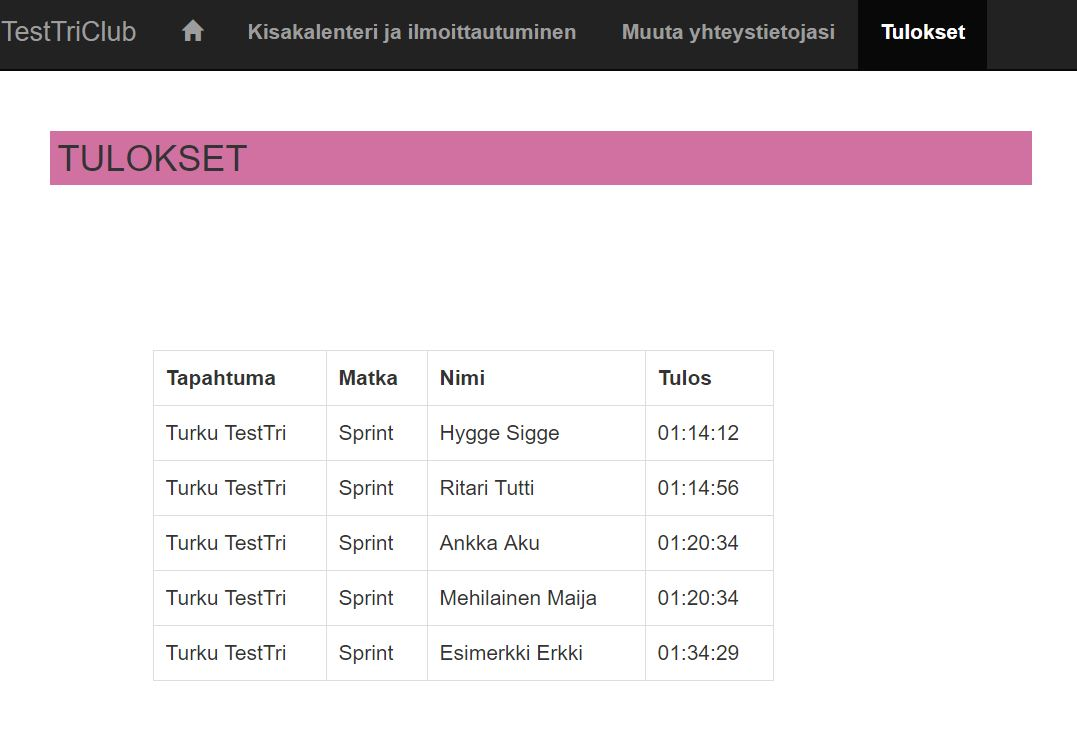 TestTriClub Kisakalenteri ja ilmoittautuminen Muuta yhteystietojasi Tulokset
TULOKSET
Tapahtuma Matka Nimi Tulos
Turku TestTri Sprint Hygge Sigge 01:14:12
Turku TestTri Sprint Ritari Tutti 01:14:56
Turku TestTri Sprint Ankka Aku 01:20:34
Turku TestTri Sprint Mehilainen Maija 01:20:34
Turku TestTri Sprint Esimerkki Erkki 01:34:29